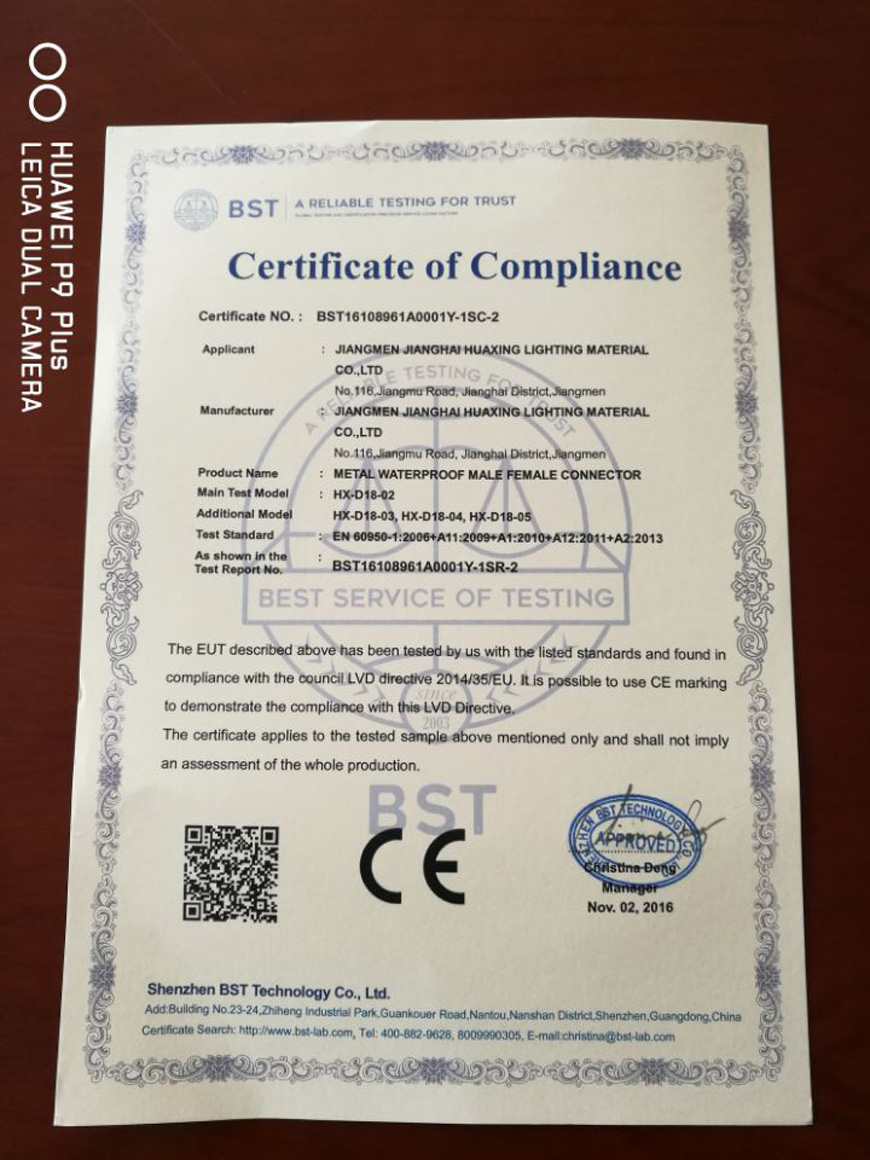 HUAWEI P9 Plus
LEICA DUAL CAMERA
BST A RELIABLE TESTING FOR TRUST
Certificate of Compliance
Certificate NO. : BST16108961A0001Y-1SC-2
Applicant : JIANGMEN JIANGHAI HUAXING LIGHTING MATERIAL
CO.,LTD
No.116,Jiangmu Road, Jianghai District,Jiangmen
Manufacturer : JIANGMEN JIANGHAI HUAXING LIGHTING MATERIAL
CO.,LTD
No.116,Jiangmu Road, Jianghai District,Jiangmen
Product Name : METAL WATERPROOF MALE FEMALE CONNECTOR
Main Test Model : HX-D18-02
Additional Model HX-D18-03, HX-D18-04, HX-D18-05
Test Standard : EN 60950-1:2006+A11:2009+A1:2010+A12:2011+A2:2013
As shown in the :
Test Report No. BST16108961A0001Y-1SR-2
A RELIABLE TESTING FOR TRUST
BEST SERVICE OF TESTING
The EUT described above has been tested by us with the listed standards and found in
compliance with the council LVD directive 2014/35/EU. It is possible to use CE marking
to demonstrate the compliance with this LVD Directive.
since
2003
The certificate applies to the tested sample above mentioned only and shall not imply
an assessment of the whole production.
BST
CE
SHENZHEN BST TECHNOLOGY CO.
APPROVED
Christina Deng
Manager
Nov. 02, 2016
Shenzhen BST Technology Co., Ltd.
Add:Building No.23-24,Zhiheng Industrial Park,Guankouer Road,Nantou,Nanshan District,Shenzhen,Guangdong,China
Certificate Search: http://www.bst-lab.com, Tel: 400-882-9628, 8009990305, E-mail:christina@bst-lab.com